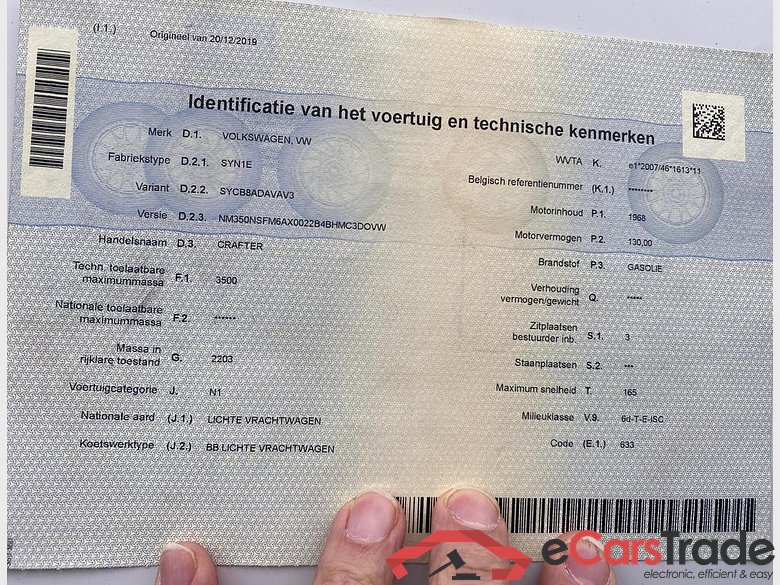 (I.1.) Origineel van 20/12/2019
Identificatie van het voertuig en technische kenmerken
Merk D.1. VOLKSWAGEN, VW
Fabriekstype D.2.1. SYN1E
Variant D.2.2. SYCB8ADAVAV3
Versie D.2.3. NM350NSFM6AX0022B4BHMC3DOVW
Handelsnaam D.3. CRAFTER
Techn. toelaatbare
maximummassa F.1. 3500
Nationale toelaatbare
maximummassa F.2. ------
Massa in
rijklare toestand G. 2203
Voertuigcategorie J. N1
Nationale aard (J.1.) LICHTE VRACHTWAGEN
Koetswerktype (J.2.) BB LICHTE VRACHTWAGEN
WVTA K. e1*2007/46*1613*11
Belgisch referentienummer (K.1.) --------
Motorinhoud P.1. 1968
Motorvermogen P.2. 130,00
Brandstof P.3. GASOLIE
Verhouding
vermogen/gewicht Q. -----
Zitplaatsen
bestuurder inb. S.1. 3
Staanplaatsen S.2. ---
Maximum snelheid T. 165
Milieuklasse V.9. 6d-T-E-ISC
Code (E.1.) 633
eCarsTrade
electronic, efficient & easy